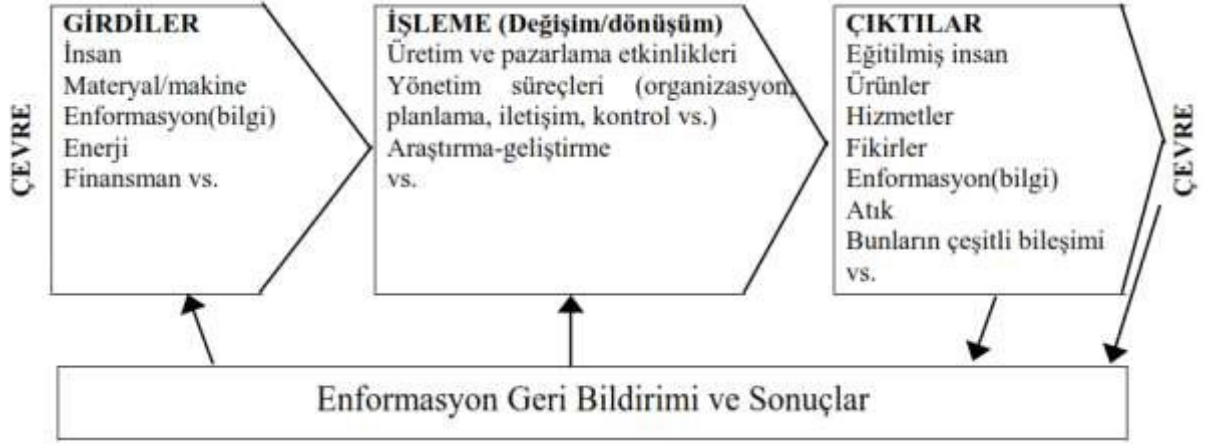 ÇEVRE
GİRDİLER
İnsan
Materyal/makine
Enformasyon(bilgi)
Enerji
Finansman vs.
İŞLEME (Değişim/dönüşüm)
Üretim ve pazarlama etkinlikleri
Yönetim süreçleri (organizasyon,
planlama, iletişim, kontrol vs.)
Araştırma-geliştirme
vs.
ÇIKTILAR
Eğitilmiş insan
Ürünler
Hizmetler
Fikirler
Enformasyon(bilgi)
Atık
Bunların çeşitli bileşimi
vs.
ÇEVRE
Enformasyon Geri Bildirimi ve Sonuçlar